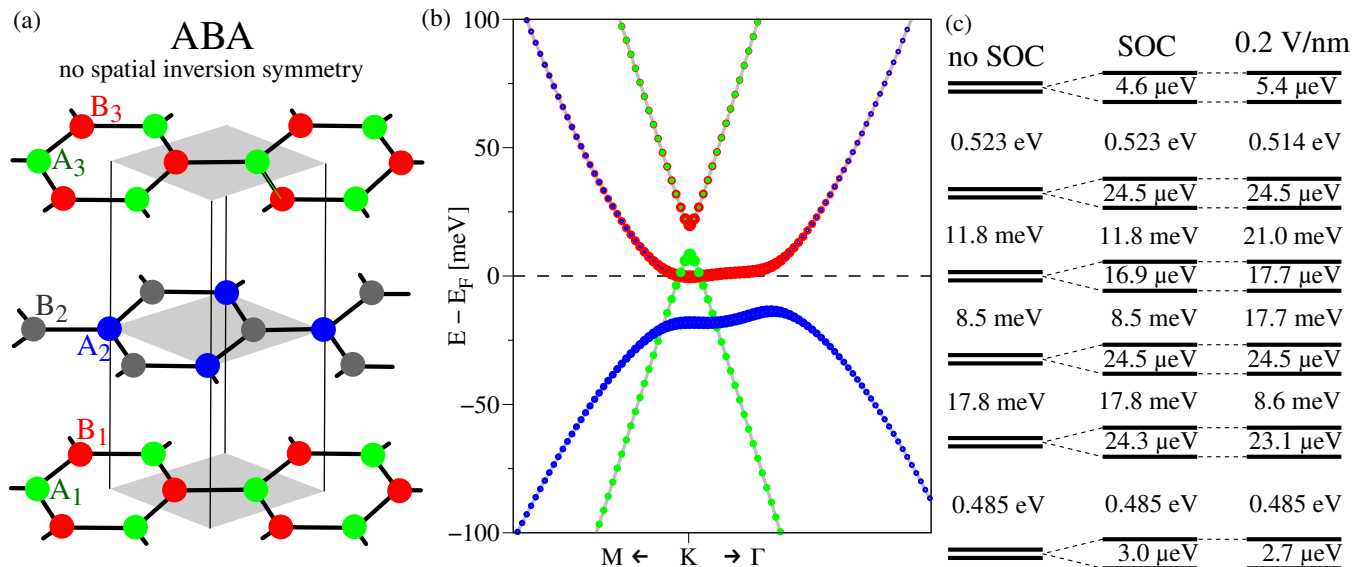 (a)
ABA
no spatial inversion symmetry
B3
A3
B2
A2
B1
A1
(b)
E − EF [meV]
100
50
0
−50
−100
M ← K → Γ
(c)
no SOC SOC 0.2 V/nm
4.6 µeV 5.4 µeV
0.523 eV 0.523 eV 0.514 eV
24.5 µeV 24.5 µeV
11.8 meV 11.8 meV 21.0 meV
16.9 µeV 17.7 µeV
8.5 meV 8.5 meV 17.7 meV
24.5 µeV 24.5 µeV
17.8 meV 17.8 meV 8.6 meV
24.3 µeV 23.1 µeV
0.485 eV 0.485 eV 0.485 eV
3.0 µeV 2.7 µeV